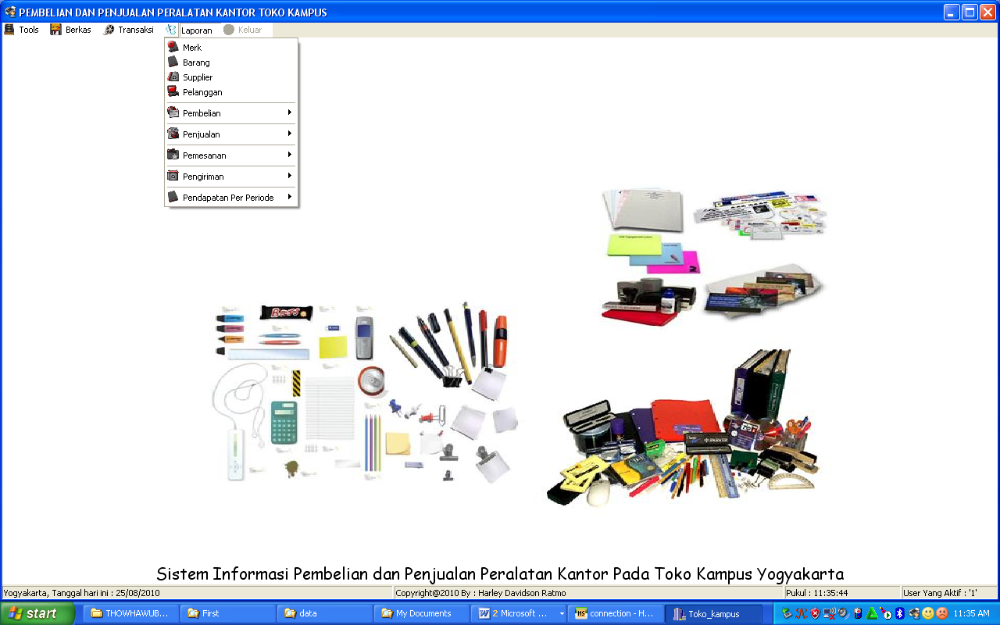 PEMBELIAN DAN PENJUALAN PERALATAN KANTOR TOKO KAMPUS
Tools Berkas Transaksi Laporan Keluar
Merk
Barang
Supplier
Pelanggan
Pembelian
Penjualan
Pemesanan
Pengiriman
Pendapatan Per Periode
Sistem Informasi Pembelian dan Penjualan Peralatan Kantor Pada Toko Kampus Yogyakarta
Yogyakarta, Tanggal hari ini : 25/08/2010 Copyright@2010 By : Harley Davidson Ratmo Pukul : 11:35:44 User Yang Aktif : '1'
start THOWHAWUB... First data My Documents 2 Microsoft ... connection - H... Toko_kampus 11:35 AM